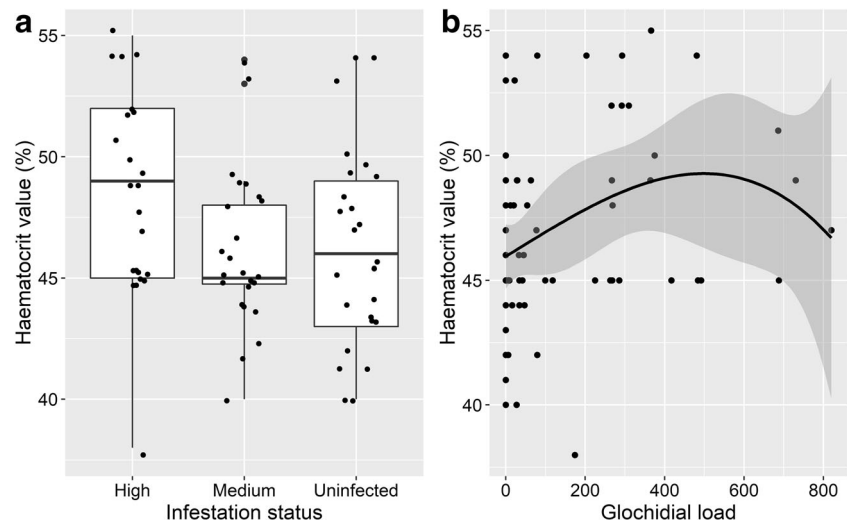 a
Haematocrit value (%)
55
50
45
40
High Medium Uninfected
Infestation status
b
Haematocrit value (%)
55
50
45
40
0 200 400 600 800
Glochidial load